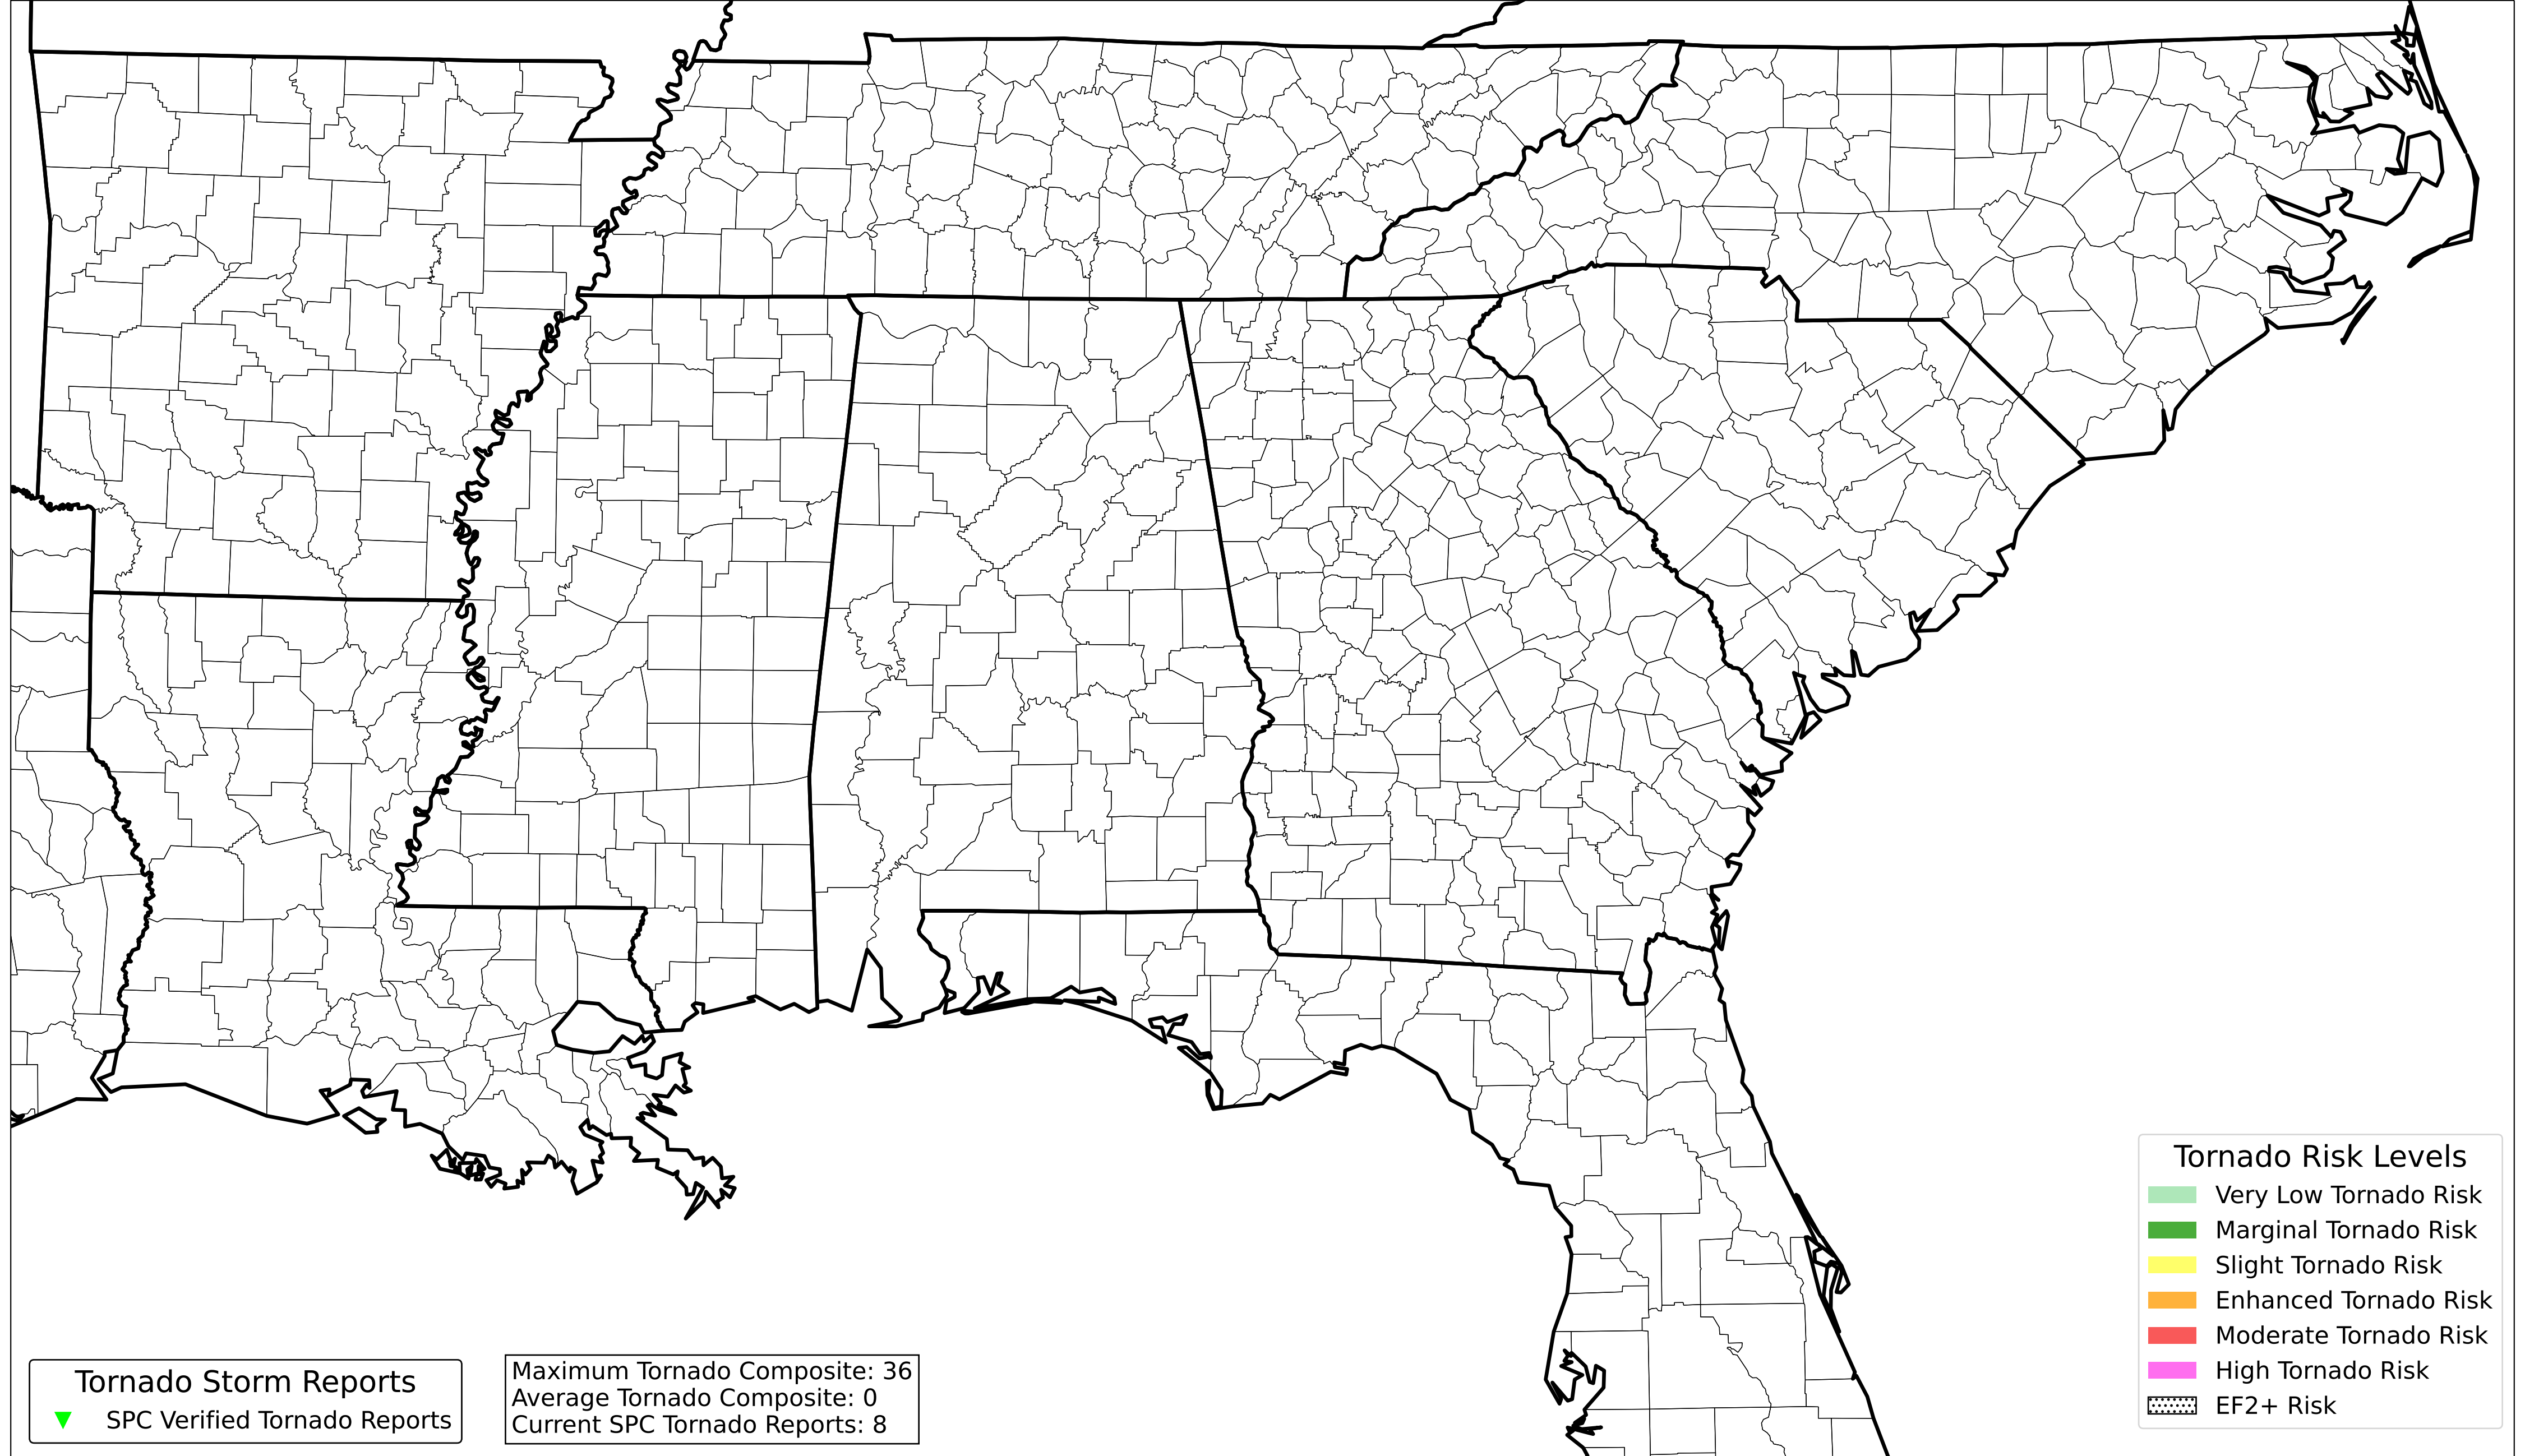 Tornado Risk Levels
Very Low Tornado Risk
Marginal Tornado Risk
Slight Tornado Risk
Enhanced Tornado Risk
Moderate Tornado Risk
High Tornado Risk
EF2+ Risk
Tornado Storm Reports
SPC Verified Tornado Reports
Maximum Tornado Composite: 36
Average Tornado Composite: 0
Current SPC Tornado Reports: 8